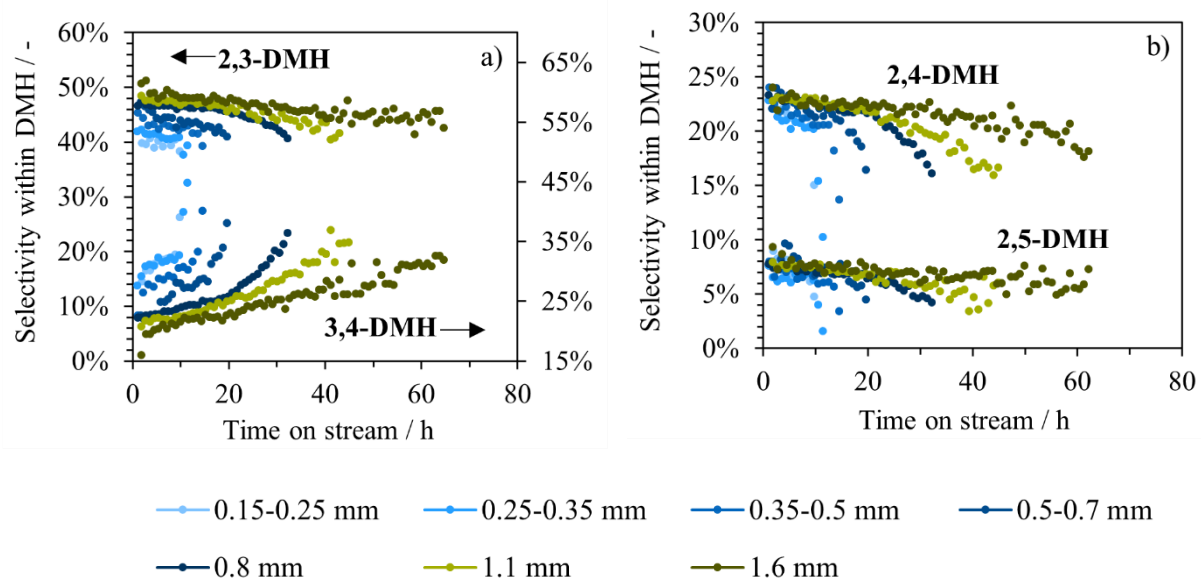 Selectivity within DMH / -
60%
50%
40%
30%
20%
10%
0%
2,3-DMH
a)
3,4-DMH
65%
55%
45%
35%
25%
15%
0 20 40 60 80
Time on stream / h
Selectivity within DMH / -
30%
25%
20%
15%
10%
5%
0%
b)
2,4-DMH
2,5-DMH
0 20 40 60 80
Time on stream / h
0.15-0.25 mm 0.25-0.35 mm 0.35-0.5 mm 0.5-0.7 mm
0.8 mm 1.1 mm 1.6 mm